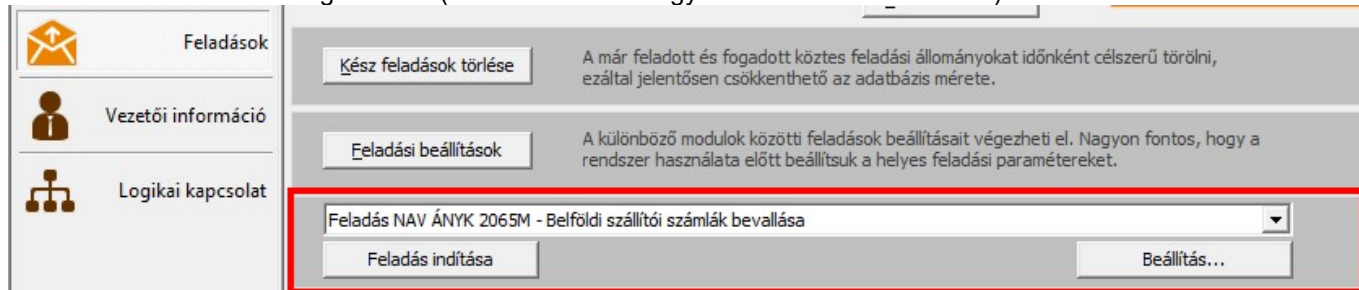 Feladások
Kész feladások törlése
A már feladott és fogadott köztes feladási állományokat időnként célszerű törölni,
ezáltal jelentősen csökkenthető az adatbázis mérete.
Vezetői információ
Feladási beállítások
A különböző modulok közötti feladások beállításait végezheti el. Nagyon fontos, hogy a
rendszer használata előtt beállítsuk a helyes feladási paramétereket.
Logikai kapcsolat
Feladás NAV ÁNYK 2065M - Belföldi szállítói számlák bevallása
Feladás indítása
Beállítás...